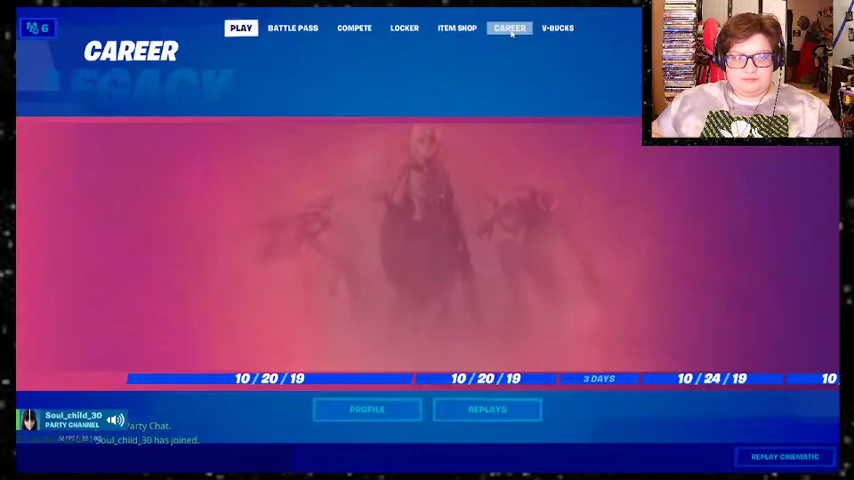 6
PLAY BATTLE PASS COMPETE LOCKER ITEM SHOP CAREER V-BUCKS
CAREER
LEGACY
10 / 20 / 19 10 / 20 / 19 3 DAYS 10 / 24 / 19 10
PROFILE REPLAYS
Soul_child_30
PARTY CHANNEL
Party Chat.
Soul_child_30 has joined.
REPLAY CINEMATIC